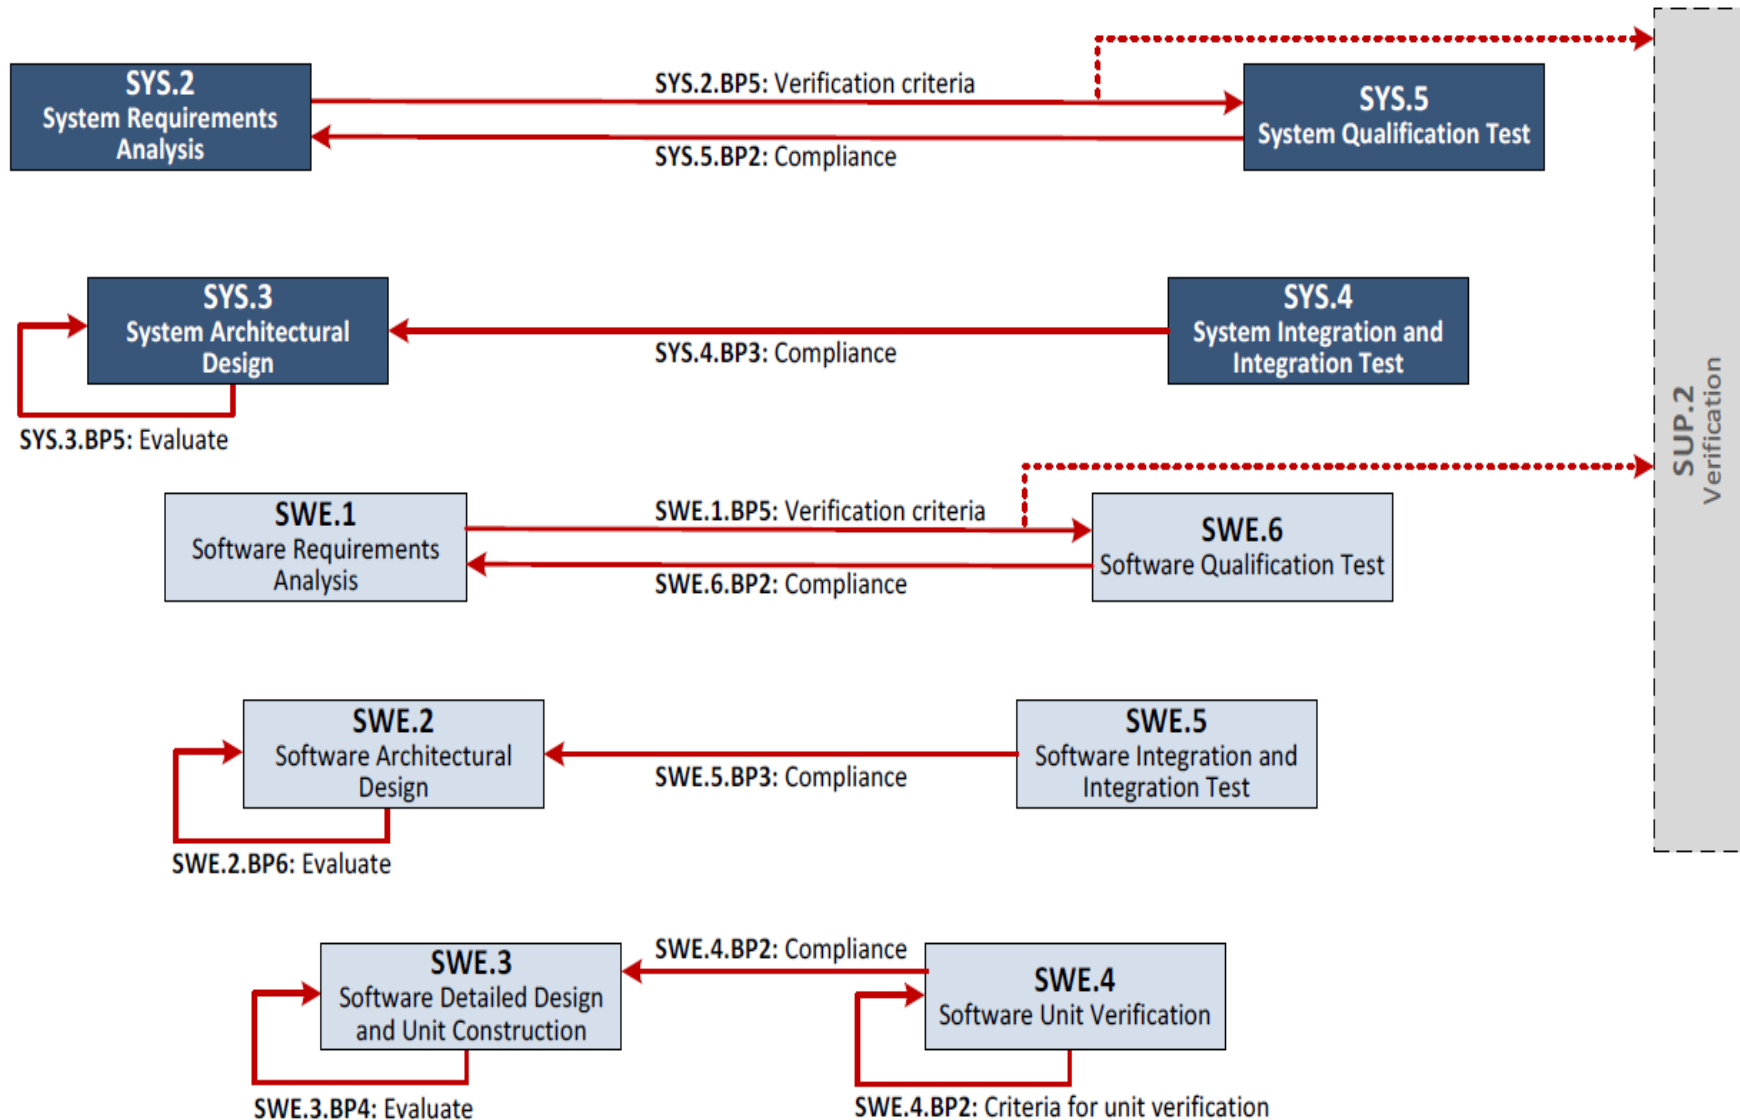 SYS.2
System Requirements
Analysis
SYS.2.BP5: Verification criteria
SYS.5.BP2: Compliance
SYS.5
System Qualification Test
SYS.3
System Architectural
Design
SYS.3.BP5: Evaluate
SYS.4.BP3: Compliance
SYS.4
System Integration and
Integration Test
SUP.2
Verification
SWE.1
Software Requirements
Analysis
SWE.1.BP5: Verification criteria
SWE.6.BP2: Compliance
SWE.6
Software Qualification Test
SWE.2
Software Architectural
Design
SWE.2.BP6: Evaluate
SWE.5.BP3: Compliance
SWE.5
Software Integration and
Integration Test
SWE.3
Software Detailed Design
and Unit Construction
SWE.3.BP4: Evaluate
SWE.4.BP2: Compliance
SWE.4
Software Unit Verification
SWE.4.BP2: Criteria for unit verification